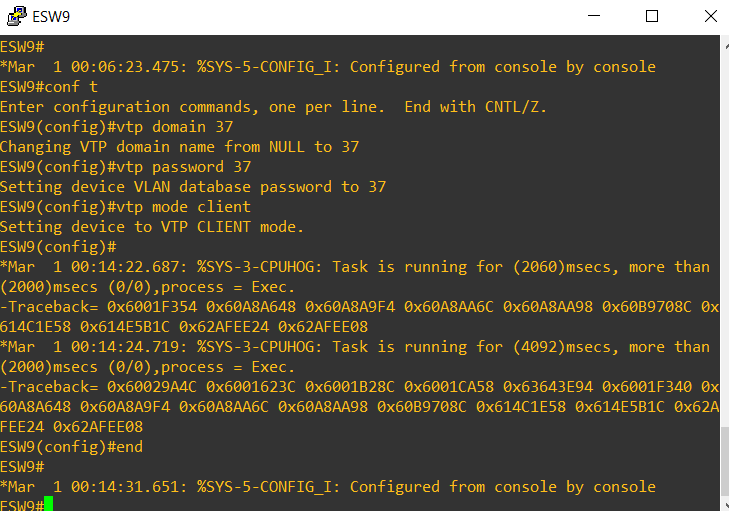 ESW9
ESW9#
*Mar  1 00:06:23.475: %SYS-5-CONFIG_I: Configured from console by console
ESW9#conf t
Enter configuration commands, one per line.  End with CNTL/Z.
ESW9(config)#vtp domain 37
Changing VTP domain name from NULL to 37
ESW9(config)#vtp password 37
Setting device VLAN database password to 37
ESW9(config)#vtp mode client
Setting device to VTP CLIENT mode.
ESW9(config)#
*Mar  1 00:14:22.687: %SYS-3-CPUHOG: Task is running for (2060)msecs, more than
(2000)msecs (0/0),process = Exec.
-Traceback= 0x6001F354 0x60A8A648 0x60A8A9F4 0x60A8AA6C 0x60A8AA98 0x60B9708C 0x
614C1E58 0x614E5B1C 0x62AFEE24 0x62AFEE08
*Mar  1 00:14:24.719: %SYS-3-CPUHOG: Task is running for (4092)msecs, more than
(2000)msecs (0/0),process = Exec.
-Traceback= 0x60029A4C 0x6001623C 0x6001B28C 0x6001CA58 0x63643E94 0x6001F340 0x
60A8A648 0x60A8A9F4 0x60A8AA6C 0x60A8AA98 0x60B9708C 0x614C1E58 0x614E5B1C 0x62A
FEE24 0x62AFEE08
ESW9(config)#end
ESW9#
*Mar  1 00:14:31.651: %SYS-5-CONFIG_I: Configured from console by console
ESW9#